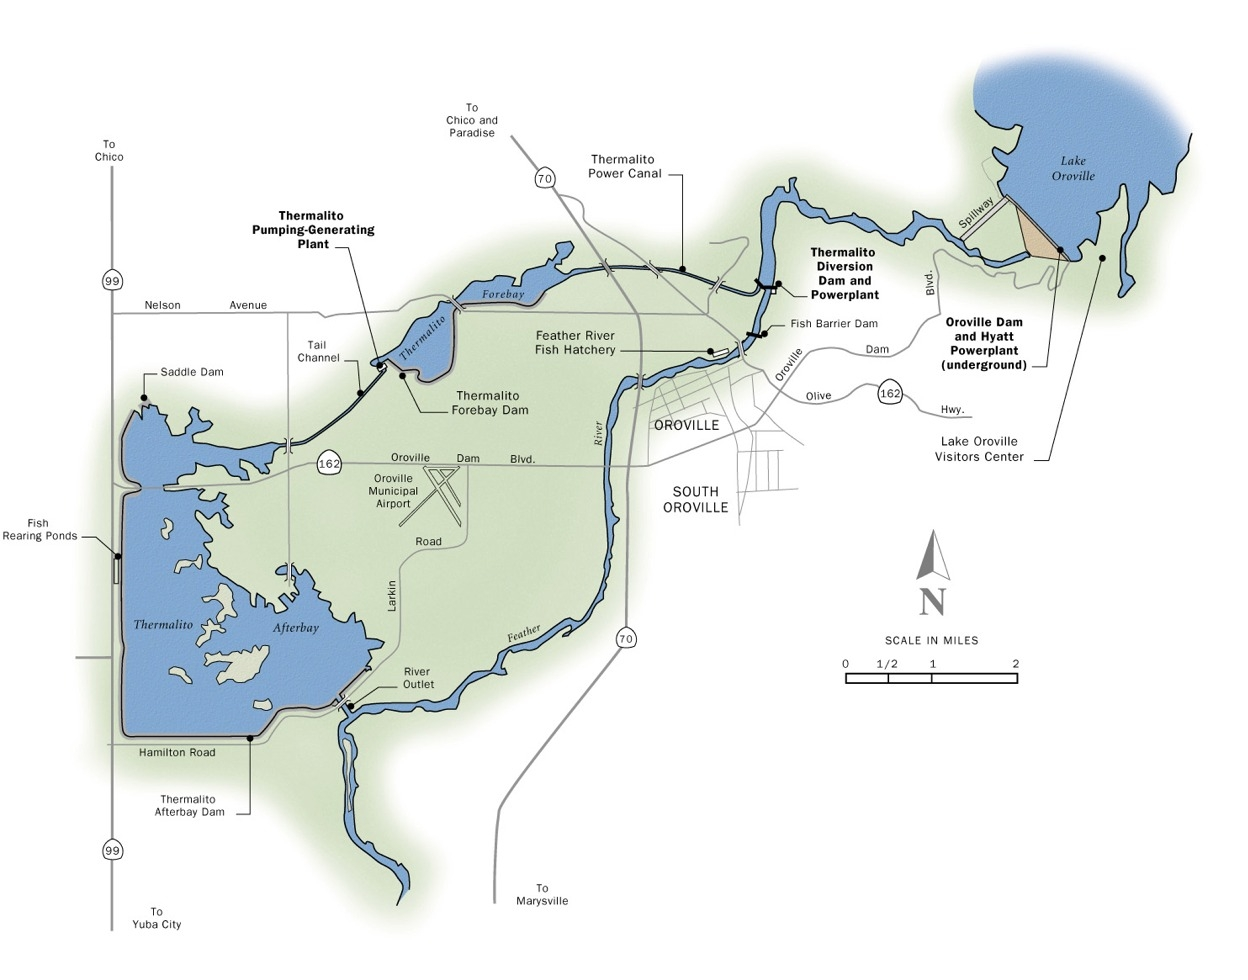 To
Chico and
Paradise
To
Chico
70
Thermalito
Power Canal
Lake
Oroville
Spillway
Thermalito
Pumping-Generating
Plant
99
Thermalito
Diversion
Dam and
Powerplant
Blvd.
Nelson Avenue
Forebay
Thermalito
Fish Barrier Dam
Oroville Dam
and Hyatt
Powerplant
(underground)
Feather River
Fish Hatchery
Tail
Channel
Saddle Dam
Oroville
Dam
Thermalito
Forebay Dam
Olive
162
Hwy.
River
OROVILLE
Lake Oroville
Visitors Center
162
Oroville Dam Blvd.
Oroville
Municipal
Airport
SOUTH
OROVILLE
Fish
Rearing Ponds
Road
Larkin
N
Thermalito
Afterbay
Feather
70
SCALE IN MILES
0 1/2 1 2
River
Outlet
Hamilton Road
Thermalito
Afterbay Dam
99
To
Marysville
To
Yuba City